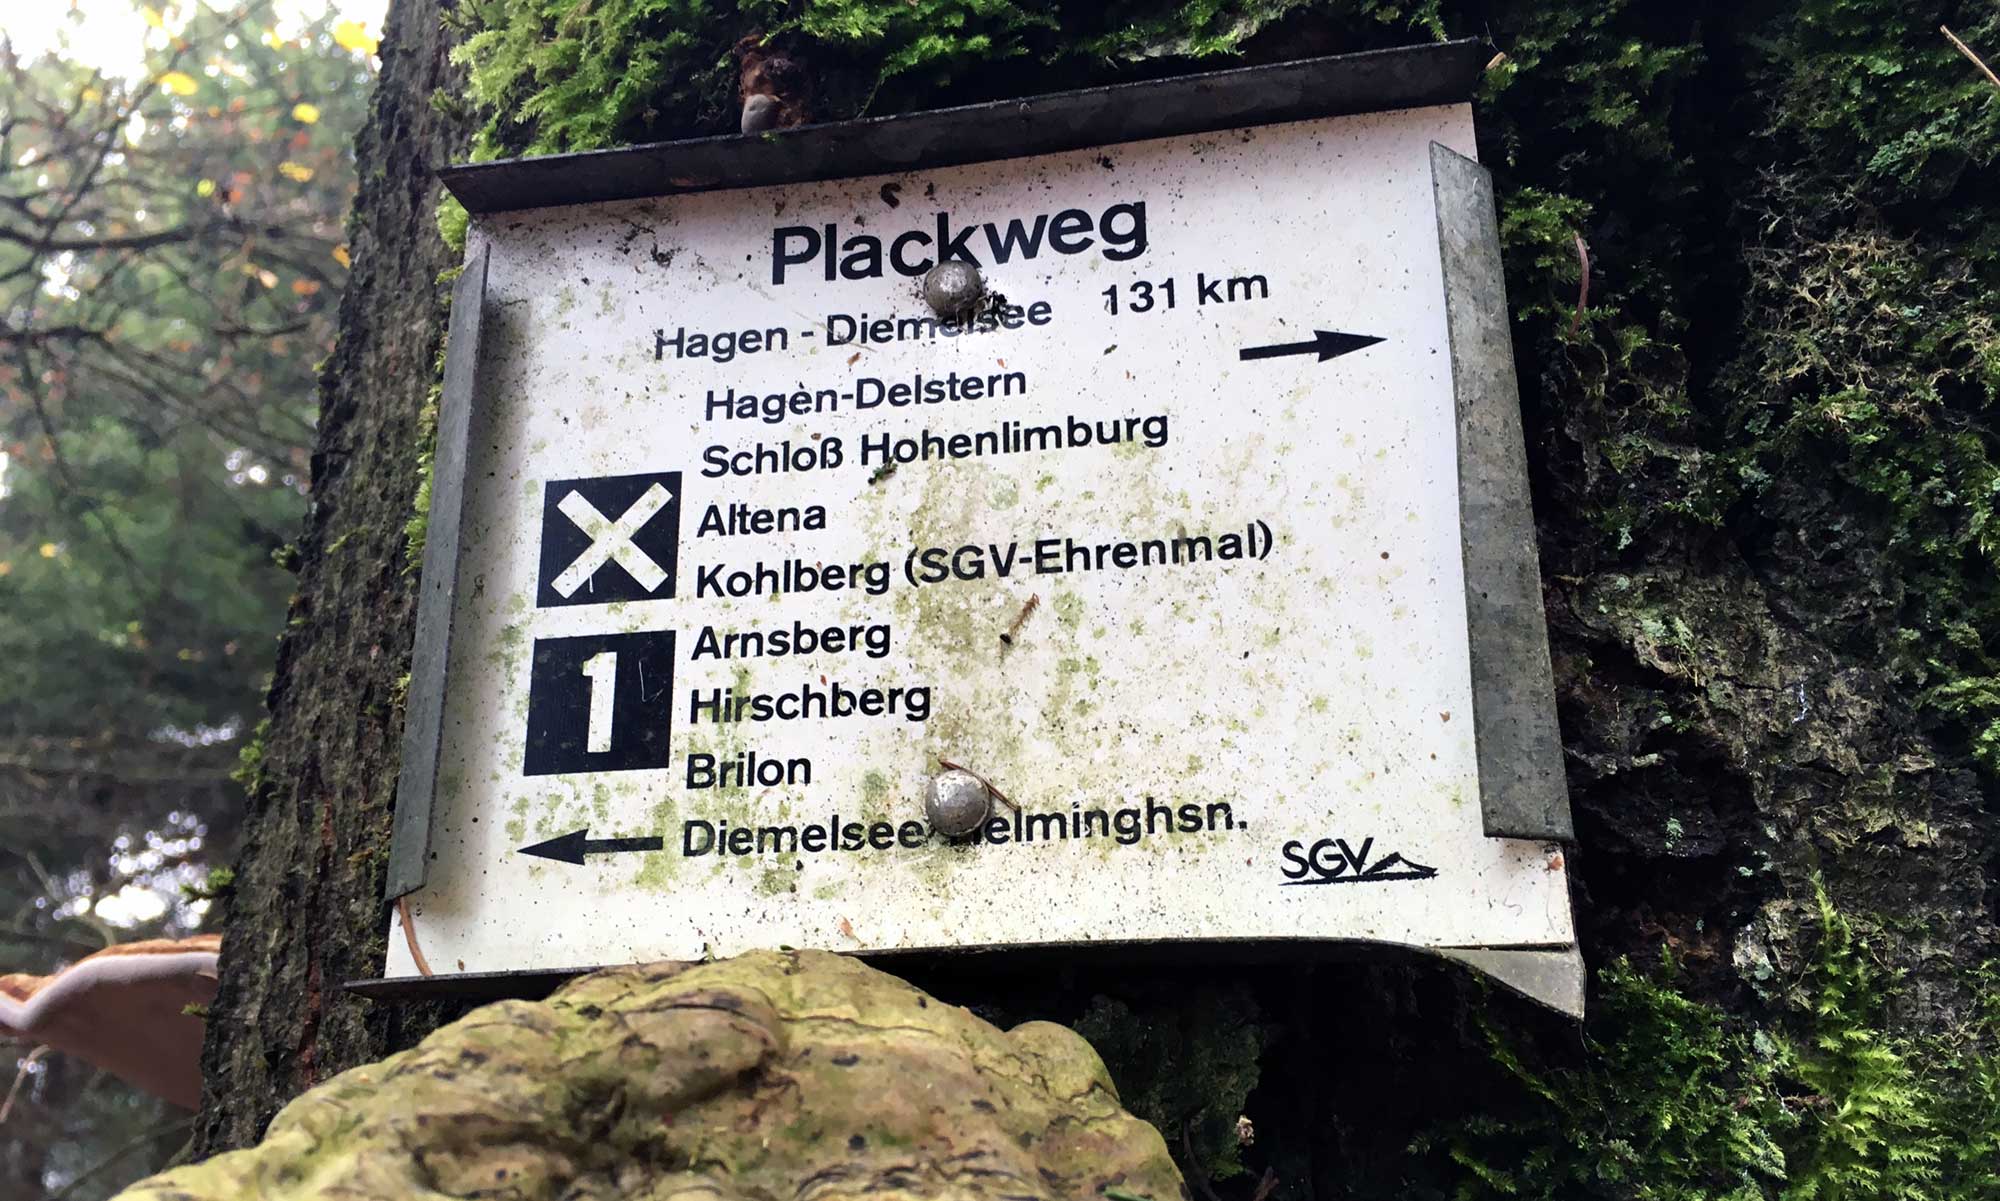 Plackweg
Hagen - Diemelsee 131 km
Hagen-Delstern
Schloß Hohenlimburg
X
Altena
Kohlberg (SGV-Ehrenmal)
1
Arnsberg
Hirschberg
Brilon
Diemelsee
SGV